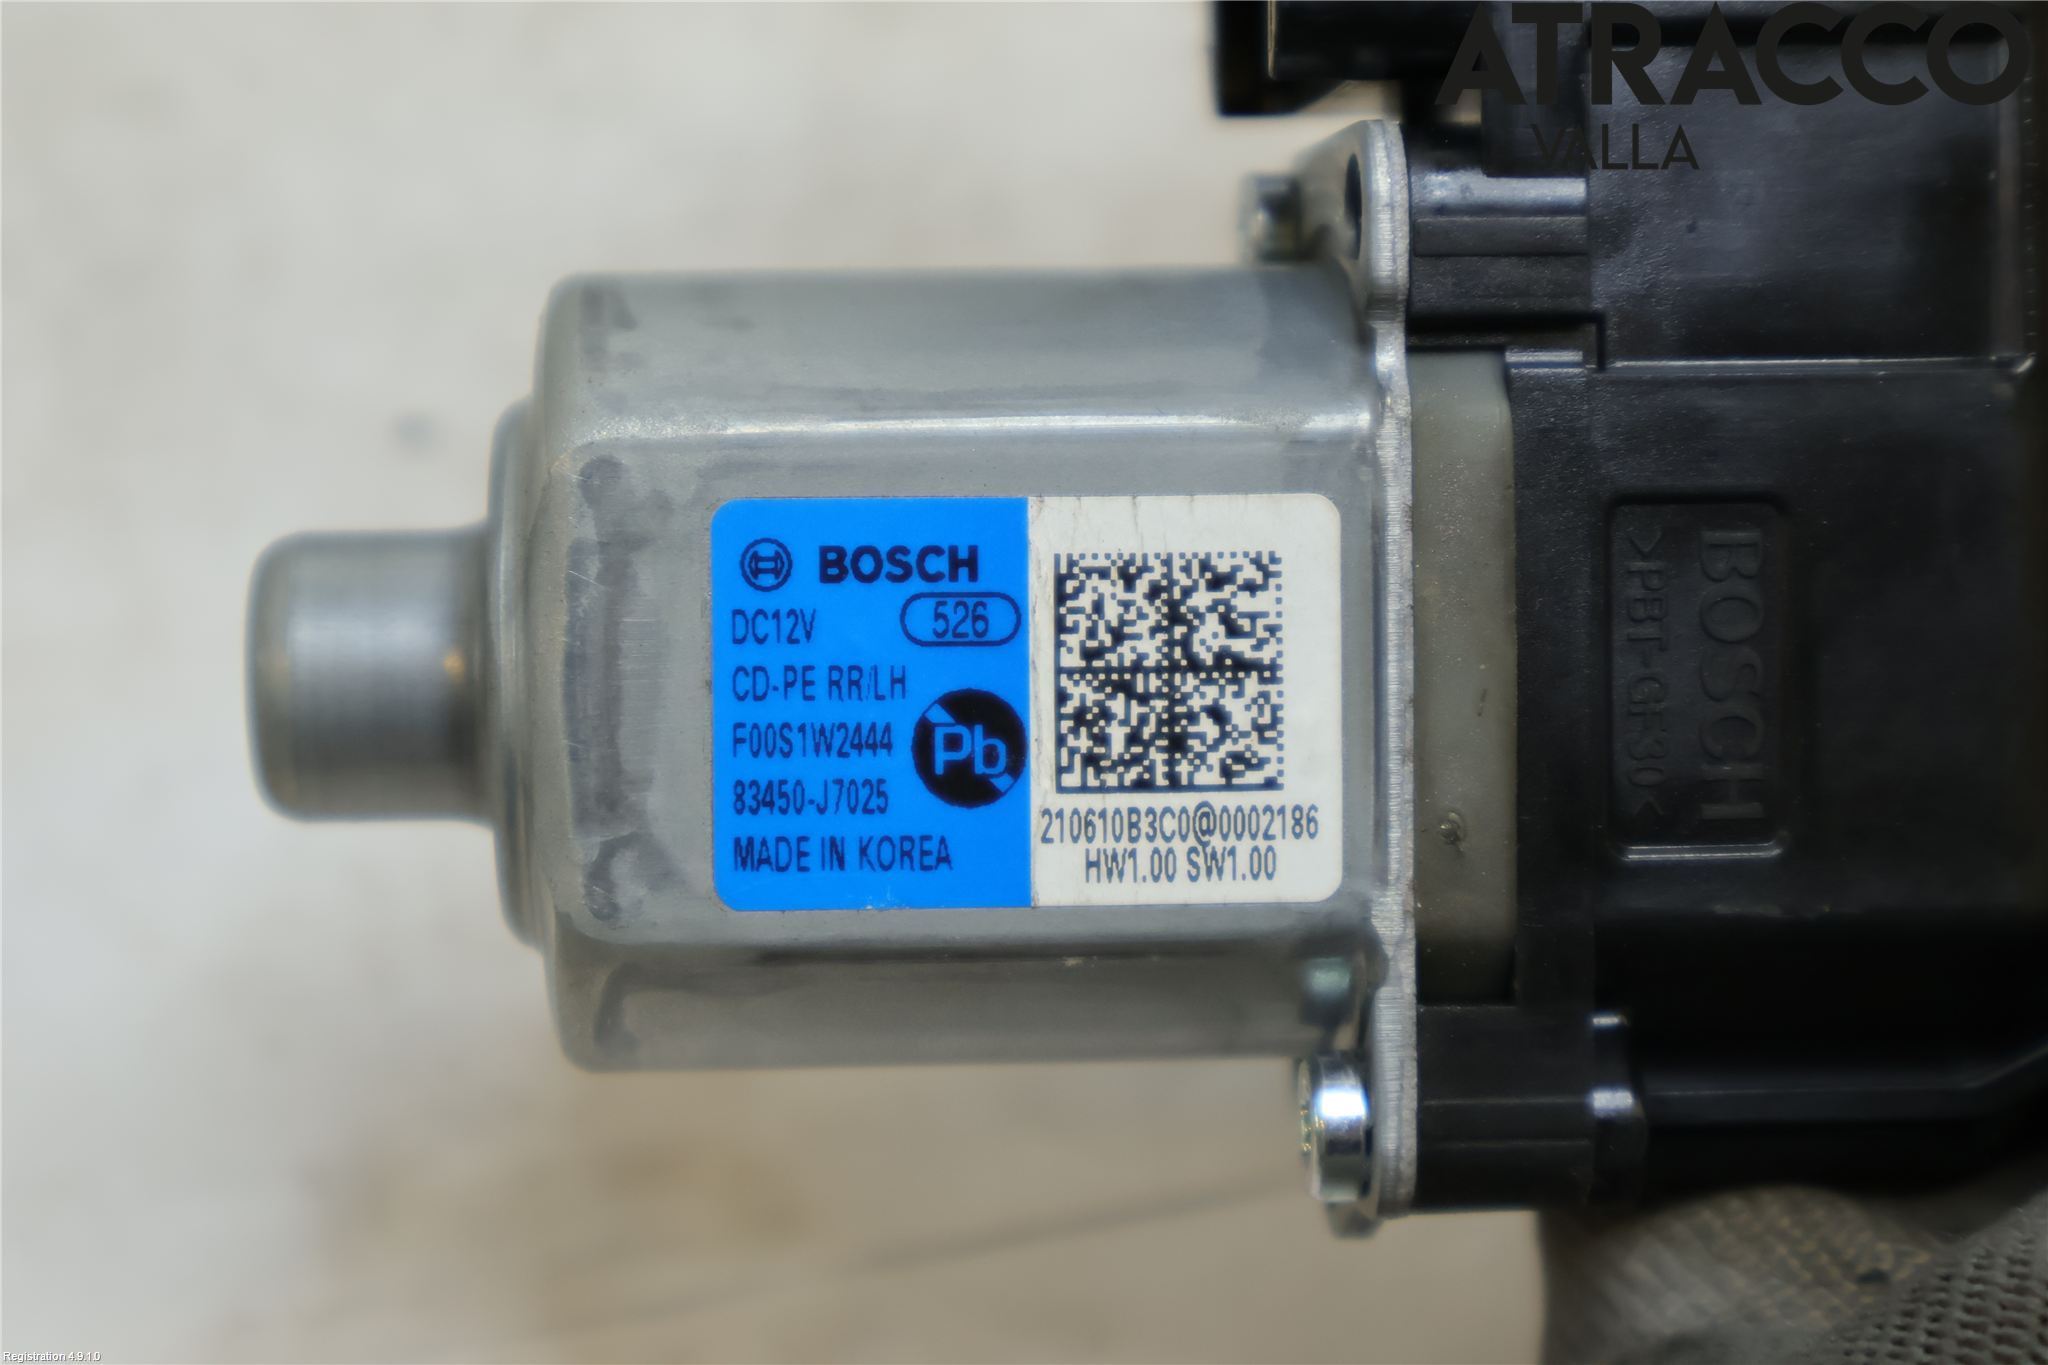 ATRACCO
VALLA
BOSCH
DC12V
526
CD-PE RR/LH
F00S1W2444
Pb
83450-J7025
MADE IN KOREA
210610B3C0@0002186
HW1.00 SW1.00
BOSCH
>PBT-GF30<
Registration 4.9.1.0